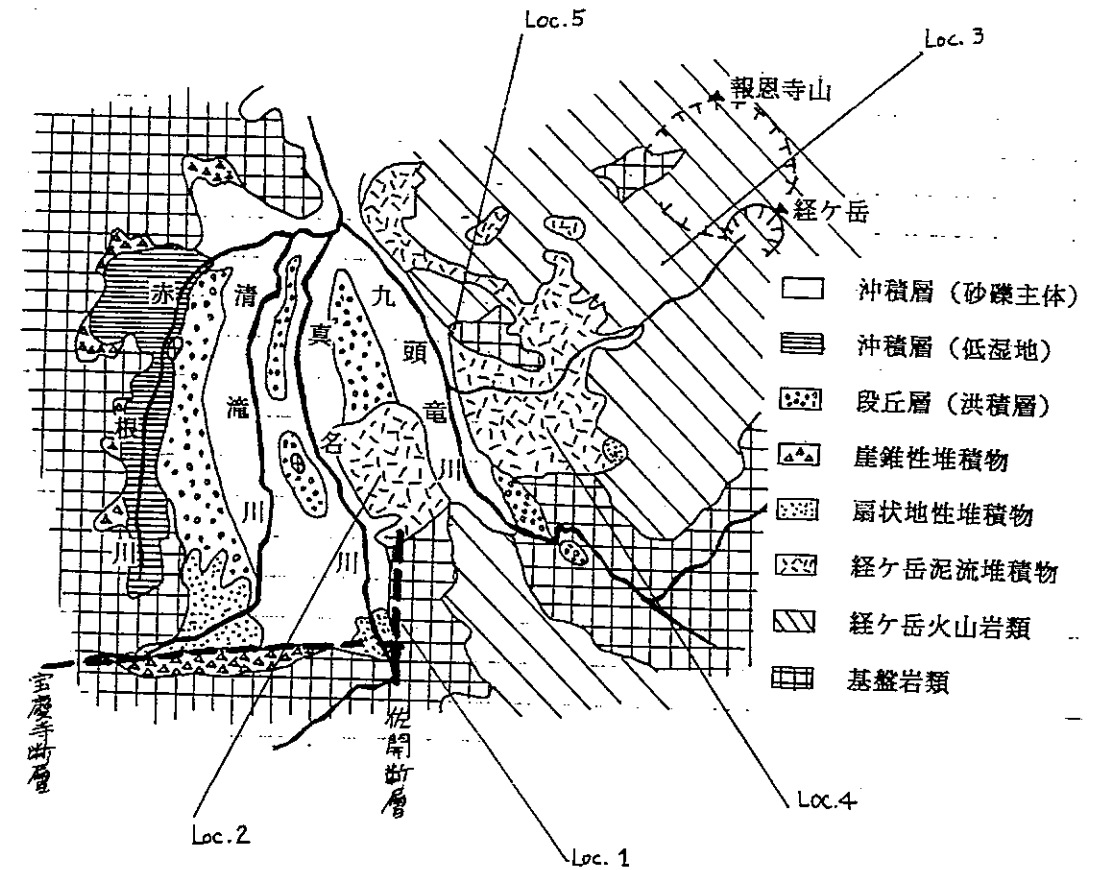 Loc.5
Loc.3
報恩寺山
経ケ岳
赤
根
川
清
滝
川
真
名
川
九
頭
竜
川
沖積層（砂礫主体）
沖積層（低湿地）
段丘層（洪積層）
崖錐性堆積物
扇状地性堆積物
経ケ岳泥流堆積物
経ケ岳火山岩類
基盤岩類
宝慶寺断層
佐開断層
Loc.2
Loc.1
Loc.4